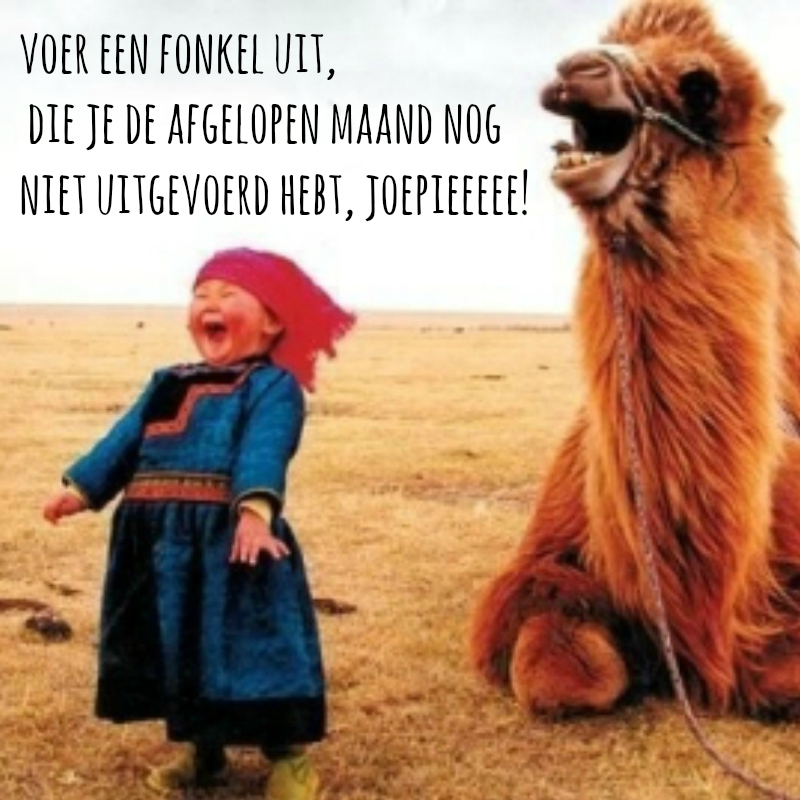 VOER EEN FONKEL UIT,
DIE JE DE AFGELOPEN MAAND NOG
NIET UITGEVOERD HEBT, JOEPIEEEEE!